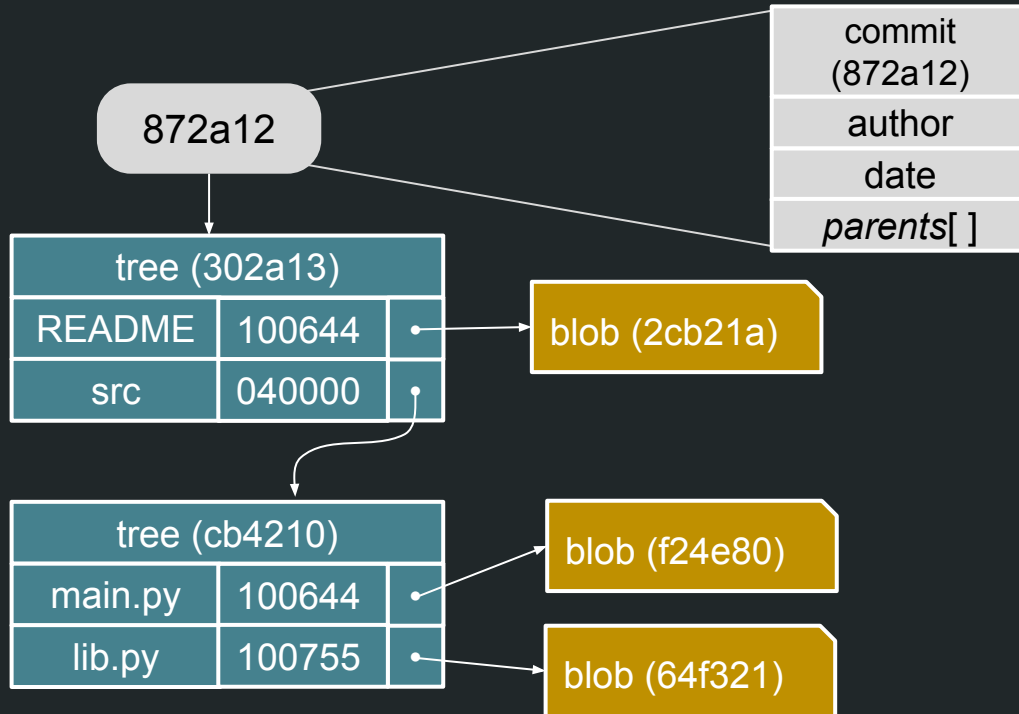 872a12
commit
(872a12)
author
date
parents[ ]
tree (302a13)
README 100644
src 040000
blob (2cb21a)
tree (cb4210)
main.py 100644
lib.py 100755
blob (f24e80)
blob (64f321)